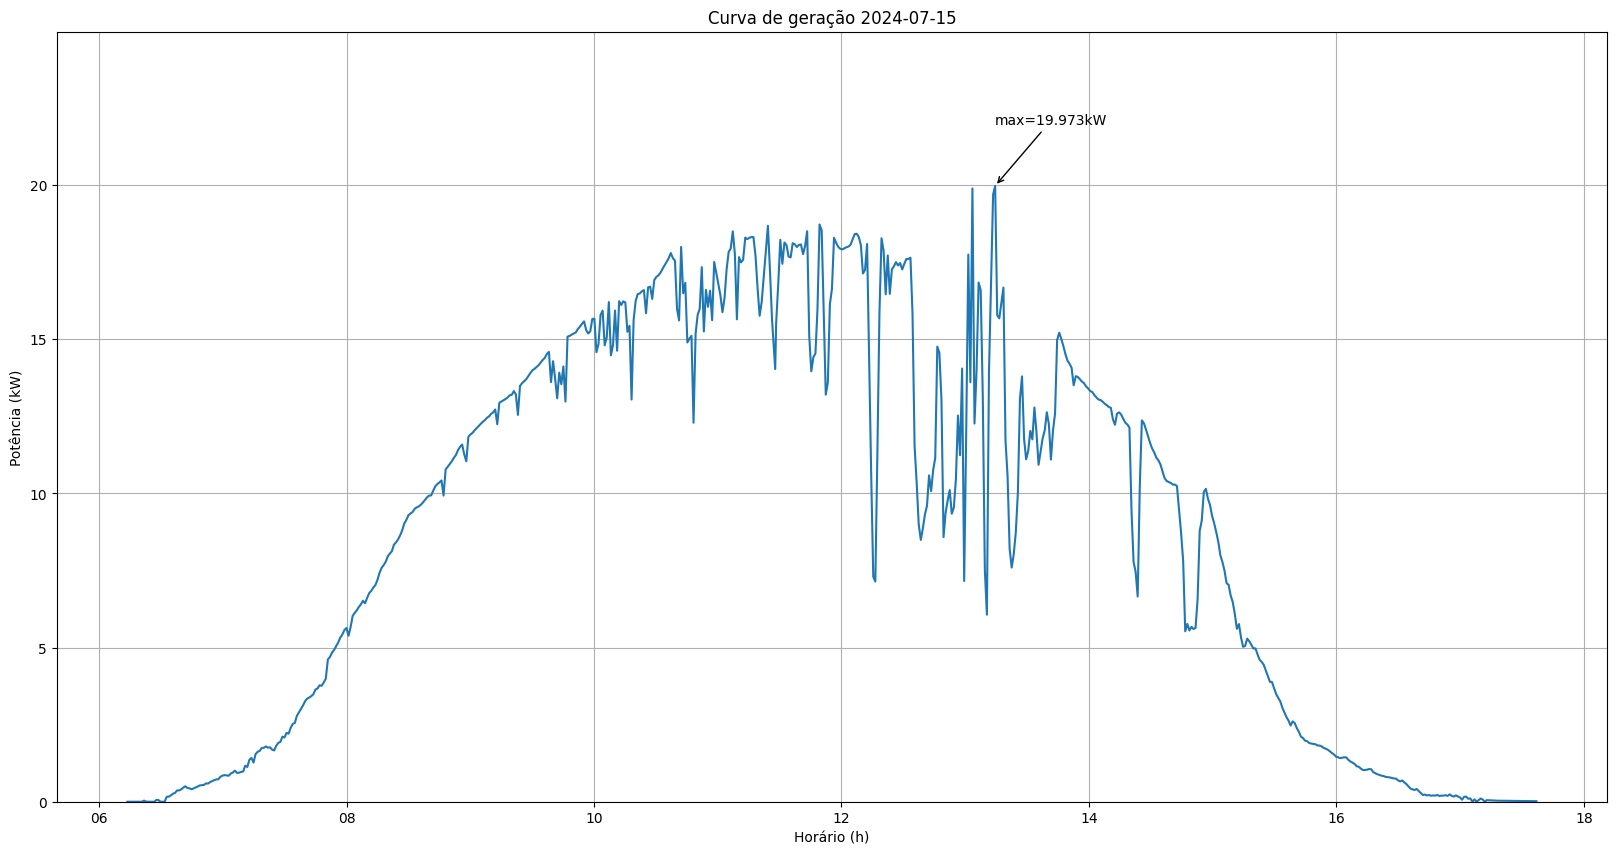 Curva de geração 2024-07-15
max=19.973kW
Potência (kW)
20
15
10
5
0
06 08 10 12 14 16 18
Horário (h)